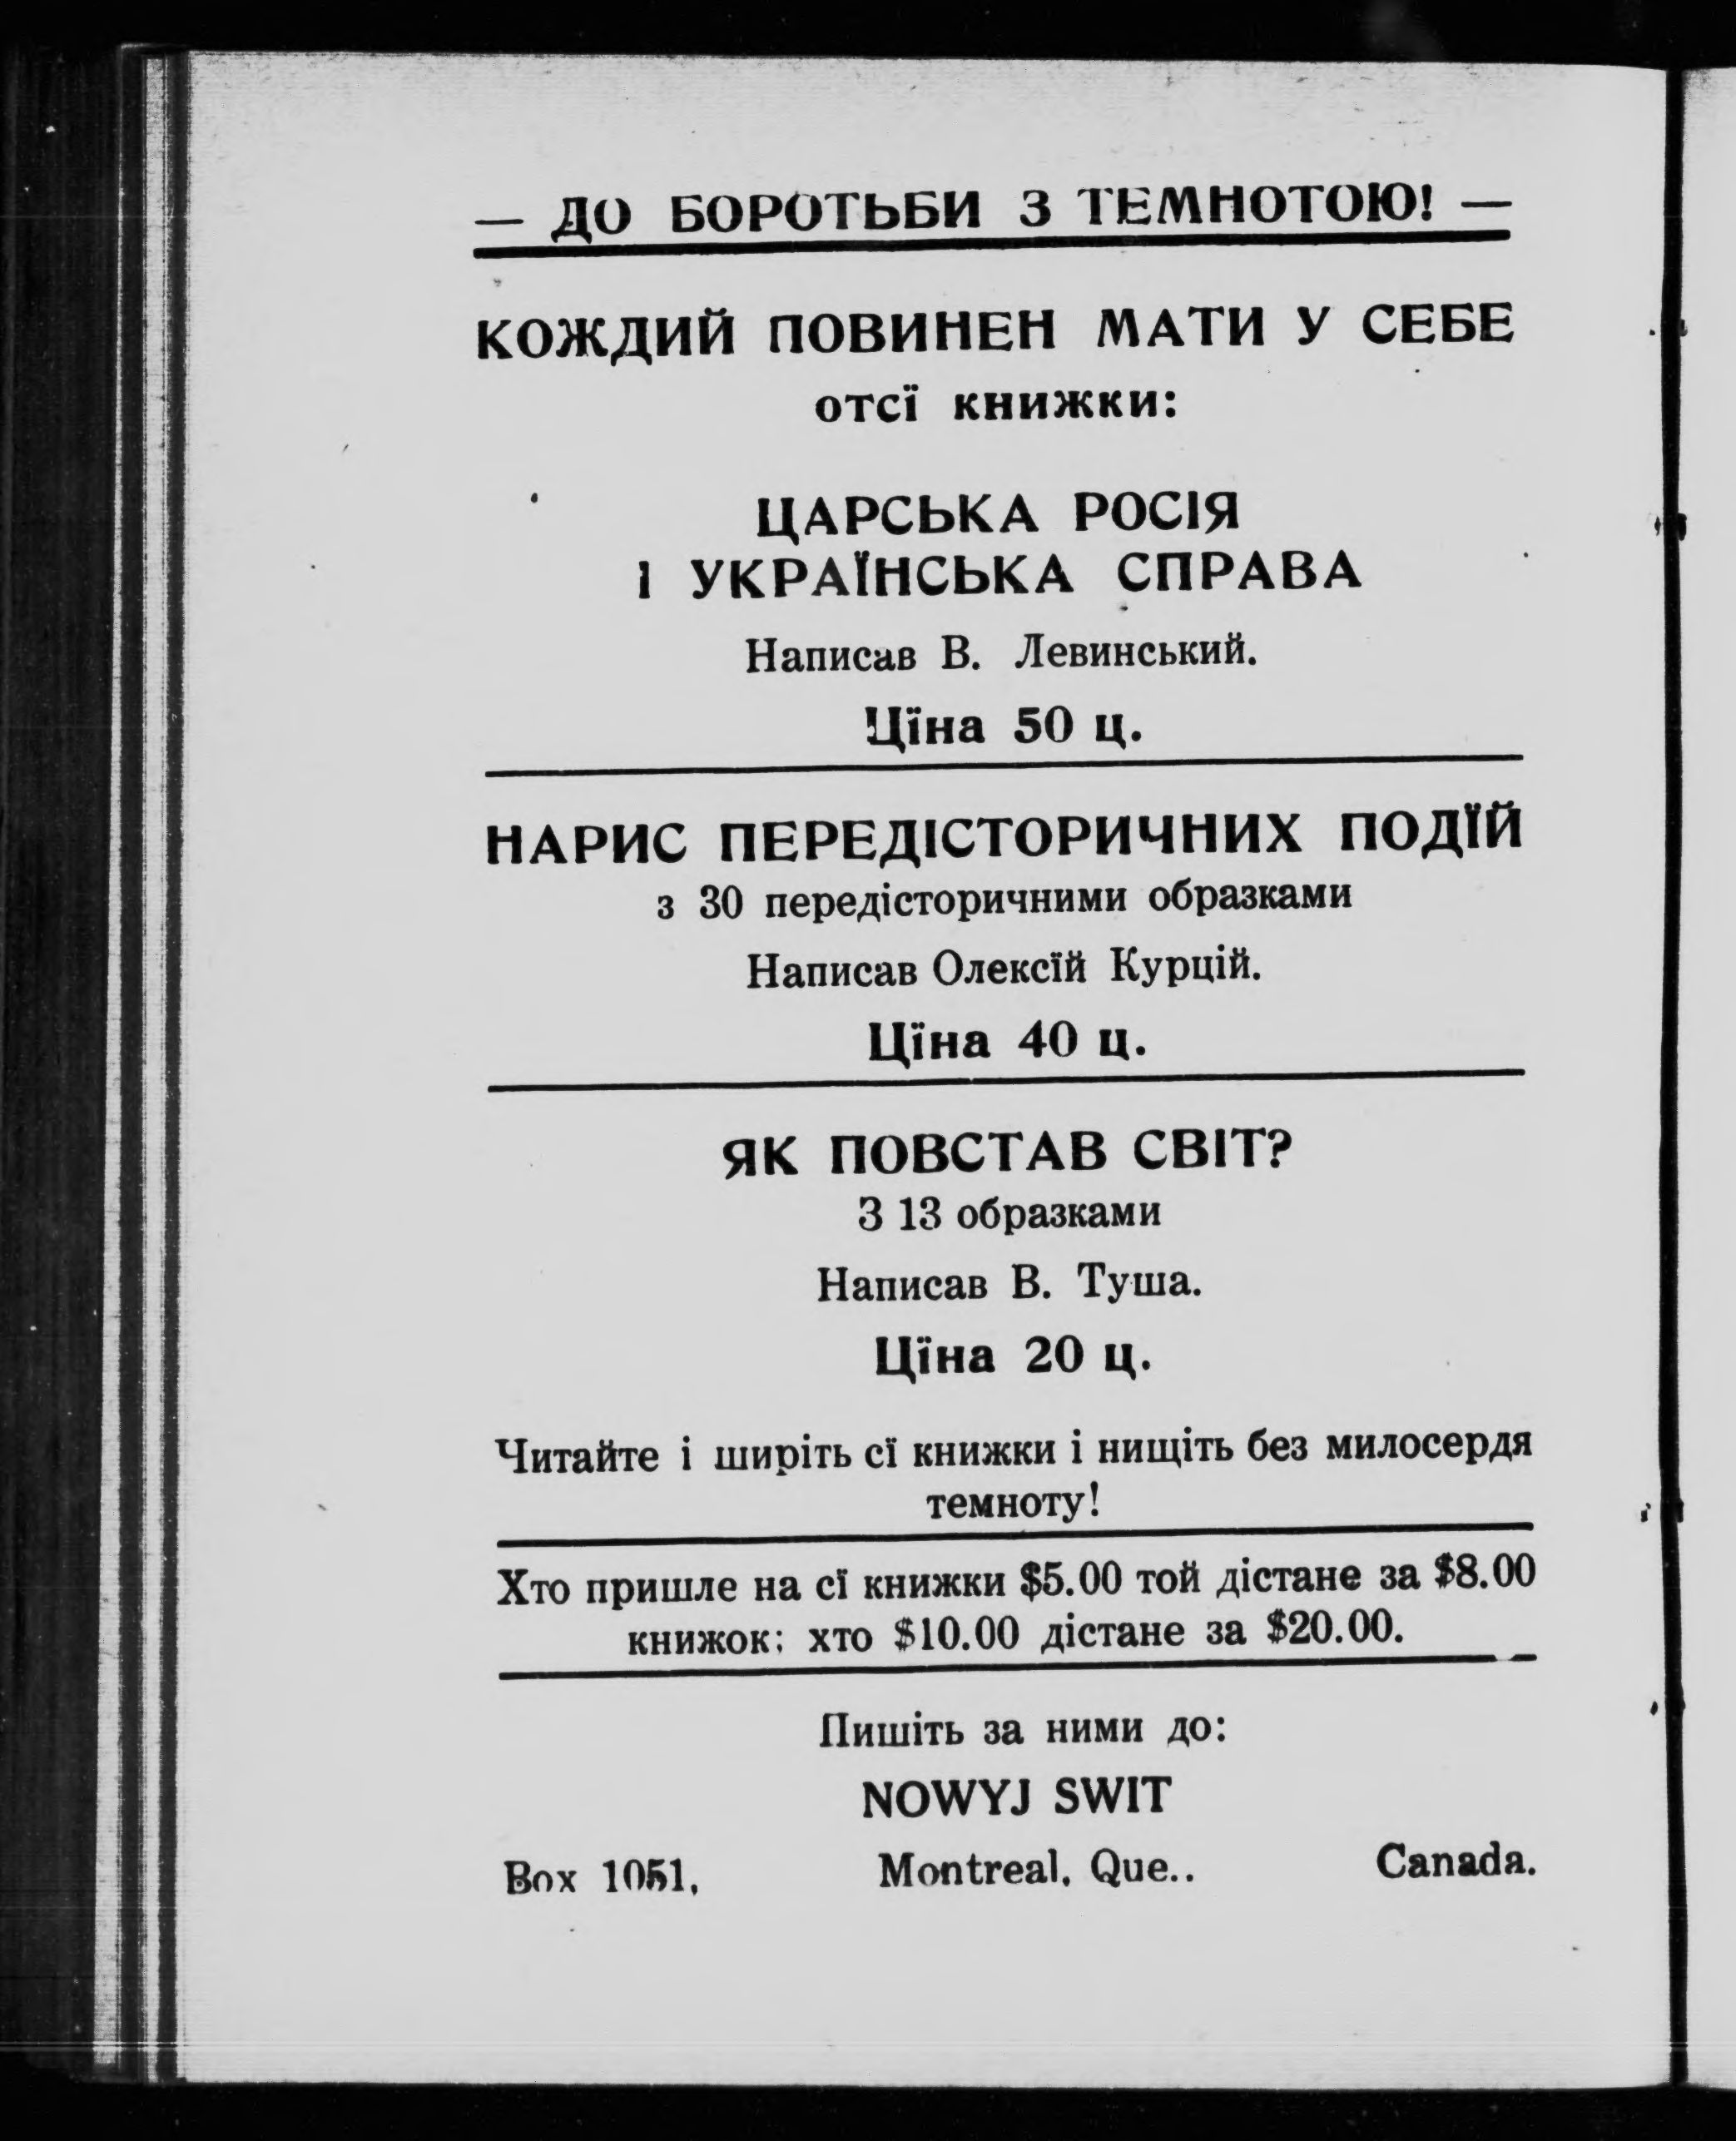 — ДО БОРОТЬБИ З ТЕМНОТОЮ! —
КОЖДИЙ ПОВИНЕН МАТИ У СЕБЕ
отсї книжки:
ЦАРСЬКА РОСІЯ
І УКРАЇНСЬКА СПРАВА
Написав В. Левинський.
Цїна 50 ц.
НАРИС ПЕРЕДІСТОРИЧНИХ ПОДЇЙ
з 30 передісторичними образками
Написав Олексїй Курцій.
Цїна 40 ц.
ЯК ПОВСТАВ СВІТ?
З 13 образками
Написав В. Туша.
Цїна 20 ц.
Читайте і ширіть сї книжки і нищіть без милосердя
темноту!
Хто пришле на сї книжки $5.00 той дістане за $8.00
книжок; хто $10.00 дістане за $20.00.
Пишіть за ними до:
NOWYJ SWIT
Box 1051, Montreal, Que.. Canada.